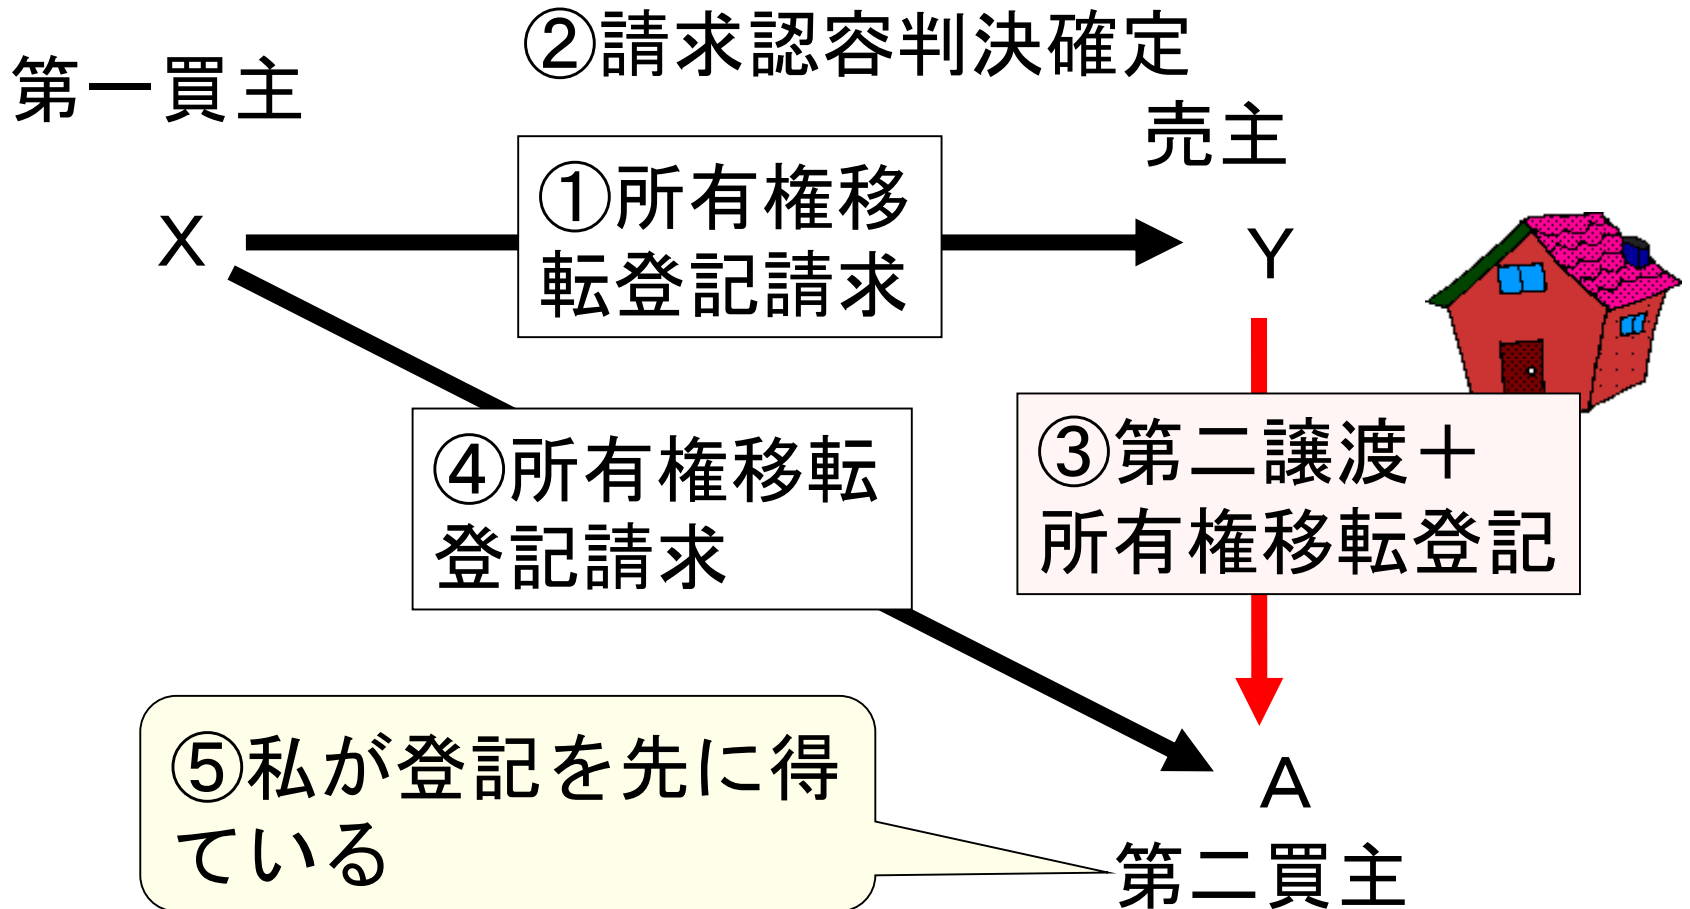 ②請求認容判決確定
第一買主
売主
①所有権移
転登記請求
X
Y
④所有権移転
登記請求
③第二譲渡＋
所有権移転登記
⑤私が登記を先に得
ている
A
第二買主